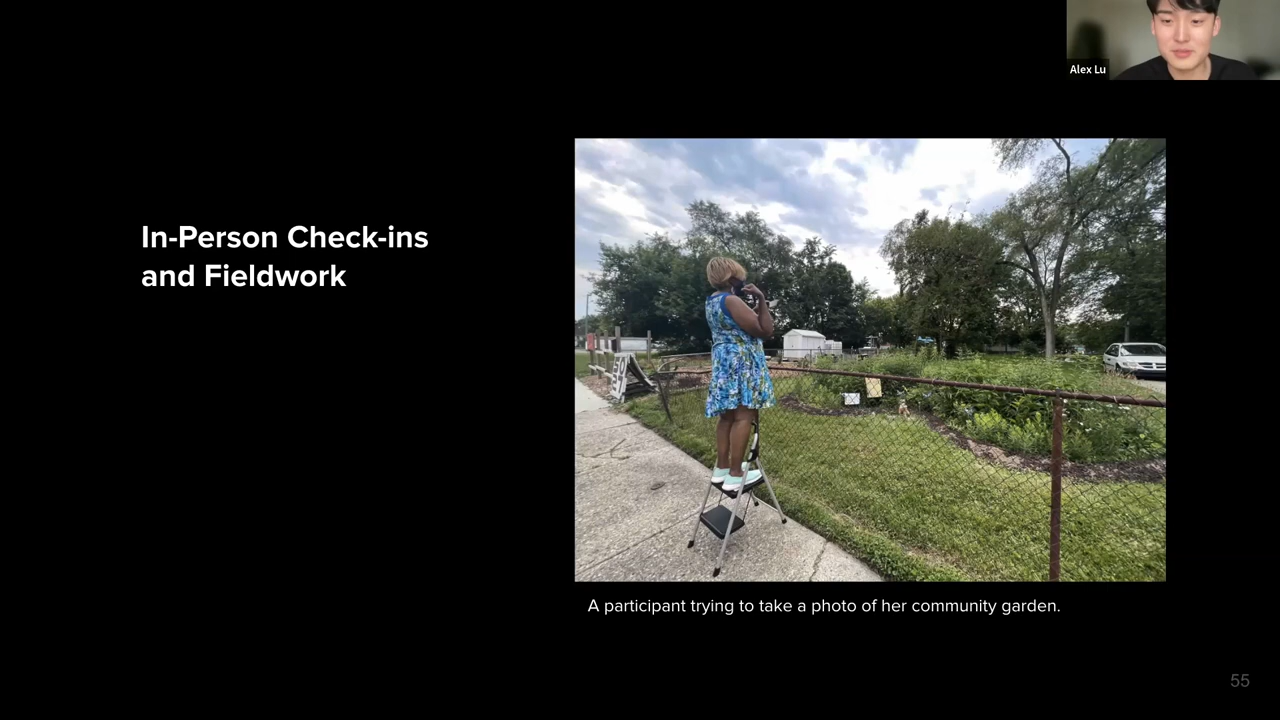 Alex Lu
In-Person Check-ins
and Fieldwork
A participant trying to take a photo of her community garden.
55